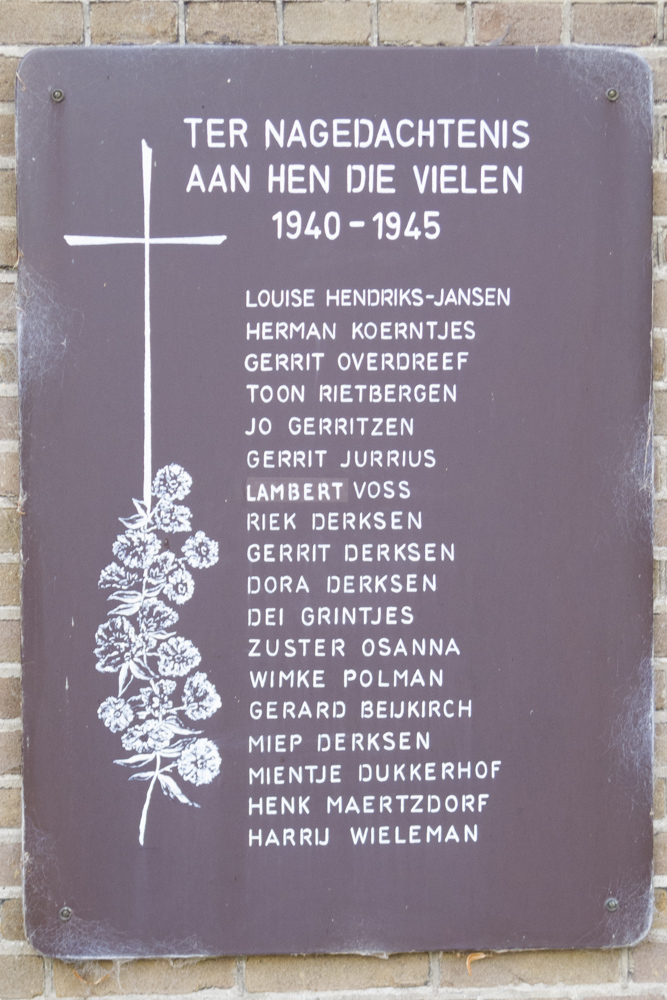 TER NAGEDACHTENIS
AAN HEN DIE VIELEN
1940-1945
LOUISE HENDRIKS-JANSEN
HERMAN KOERNTJES
GERRIT OVERDREEF
TOON RIETBERGEN
JO GERRITZEN
GERRIT JURRIUS
LAMBERT VOSS
RIEK DERKSEN
GERRIT DERKSEN
DORA DERKSEN
DEI GRINTJES
ZUSTER OSANNA
WIMKE POLMAN
GERARD BEIJKIRCH
MIEP DERKSEN
MIENTJE DUKKERHOF
HENK MAERTZDORF
HARRIJ WIELEMAN